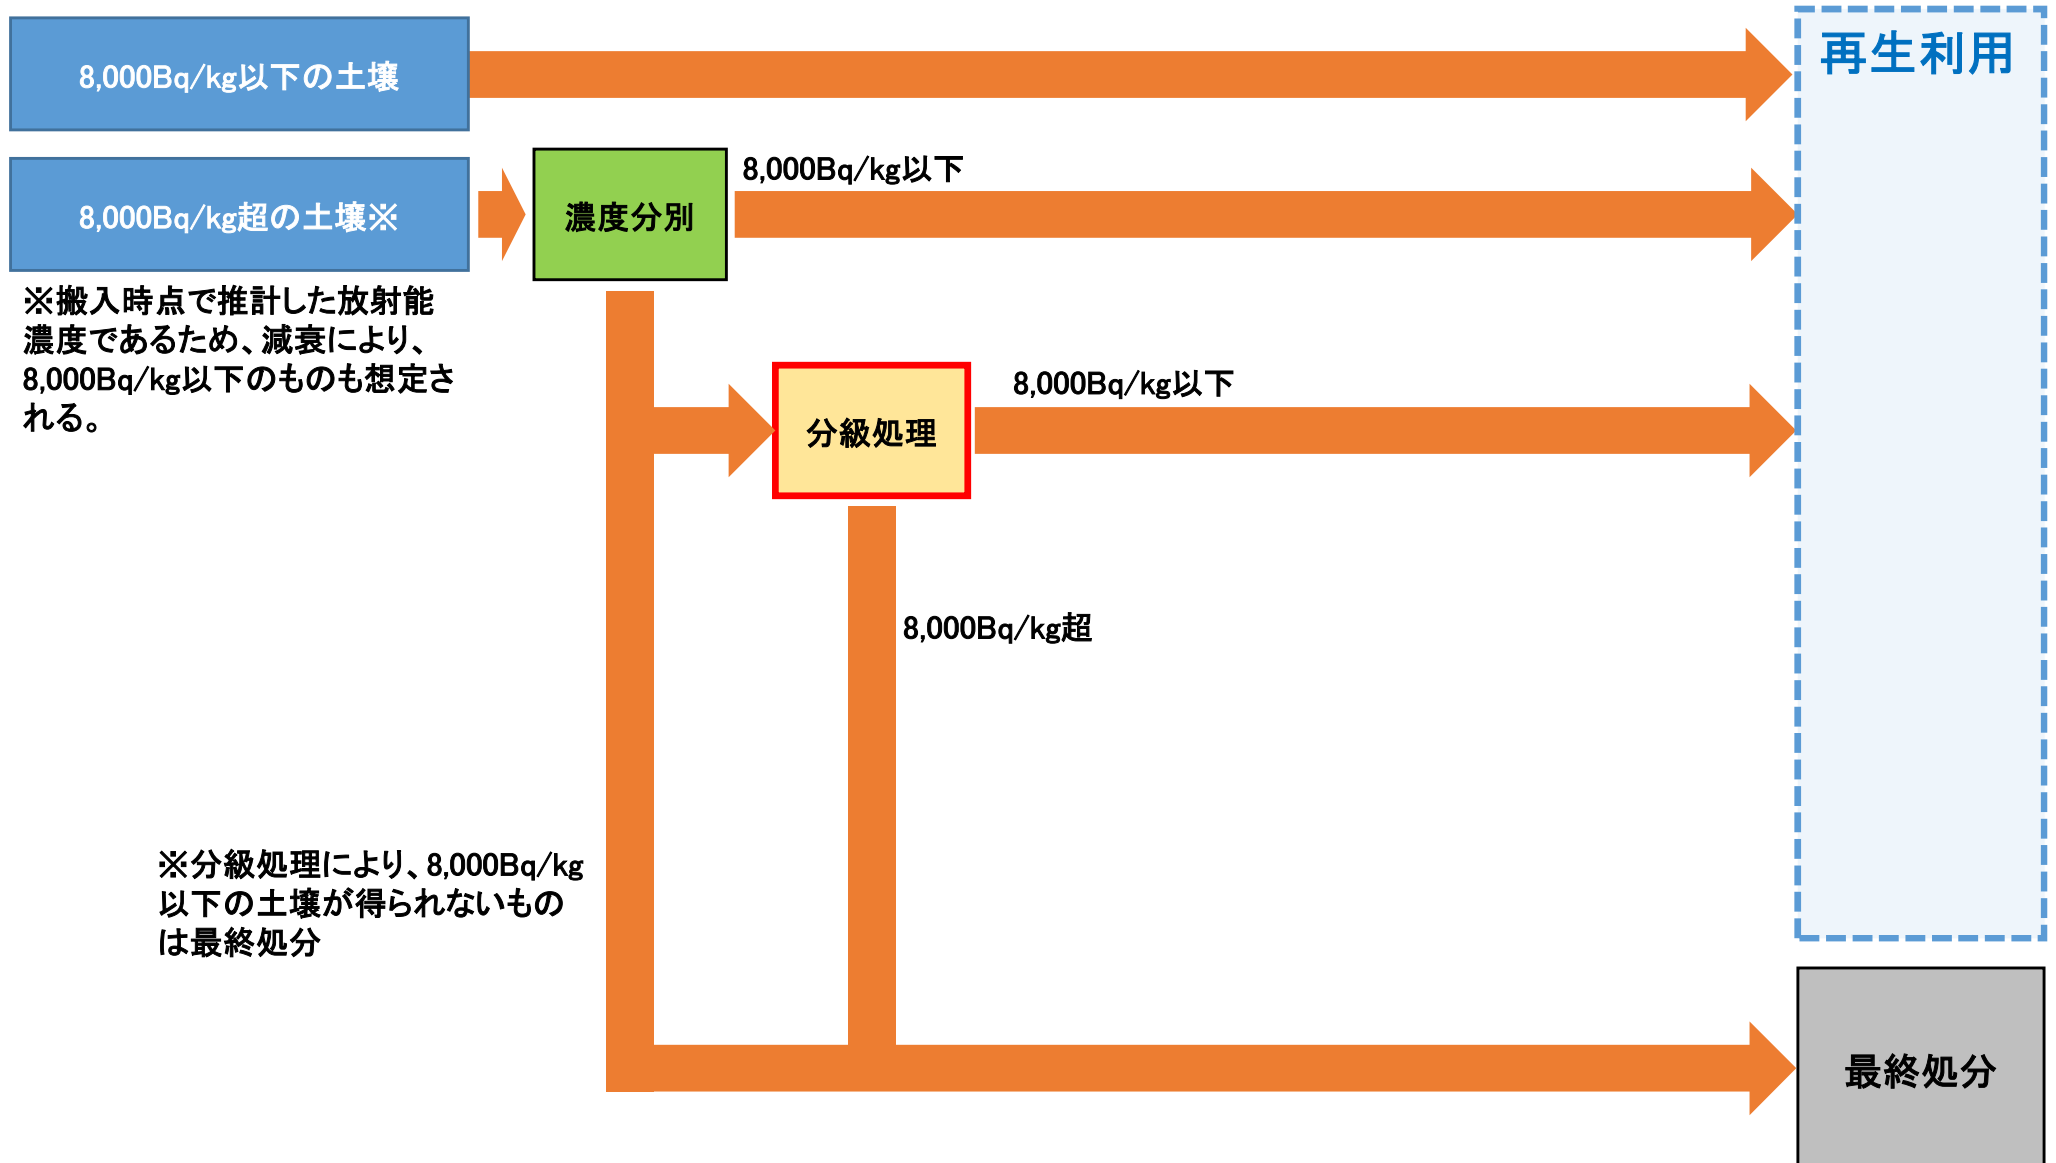 8,000Bq/kg以下の土壌
再生利用
8,000Bq/kg超の土壌※
濃度分別
8,000Bq/kg以下
※搬入時点で推計した放射能
濃度であるため、減衰により、
8,000Bq/kg以下のものも想定さ
れる。
分級処理
8,000Bq/kg以下
8,000Bq/kg超
※分級処理により、8,000Bq/kg
以下の土壌が得られないもの
は最終処分
最終処分